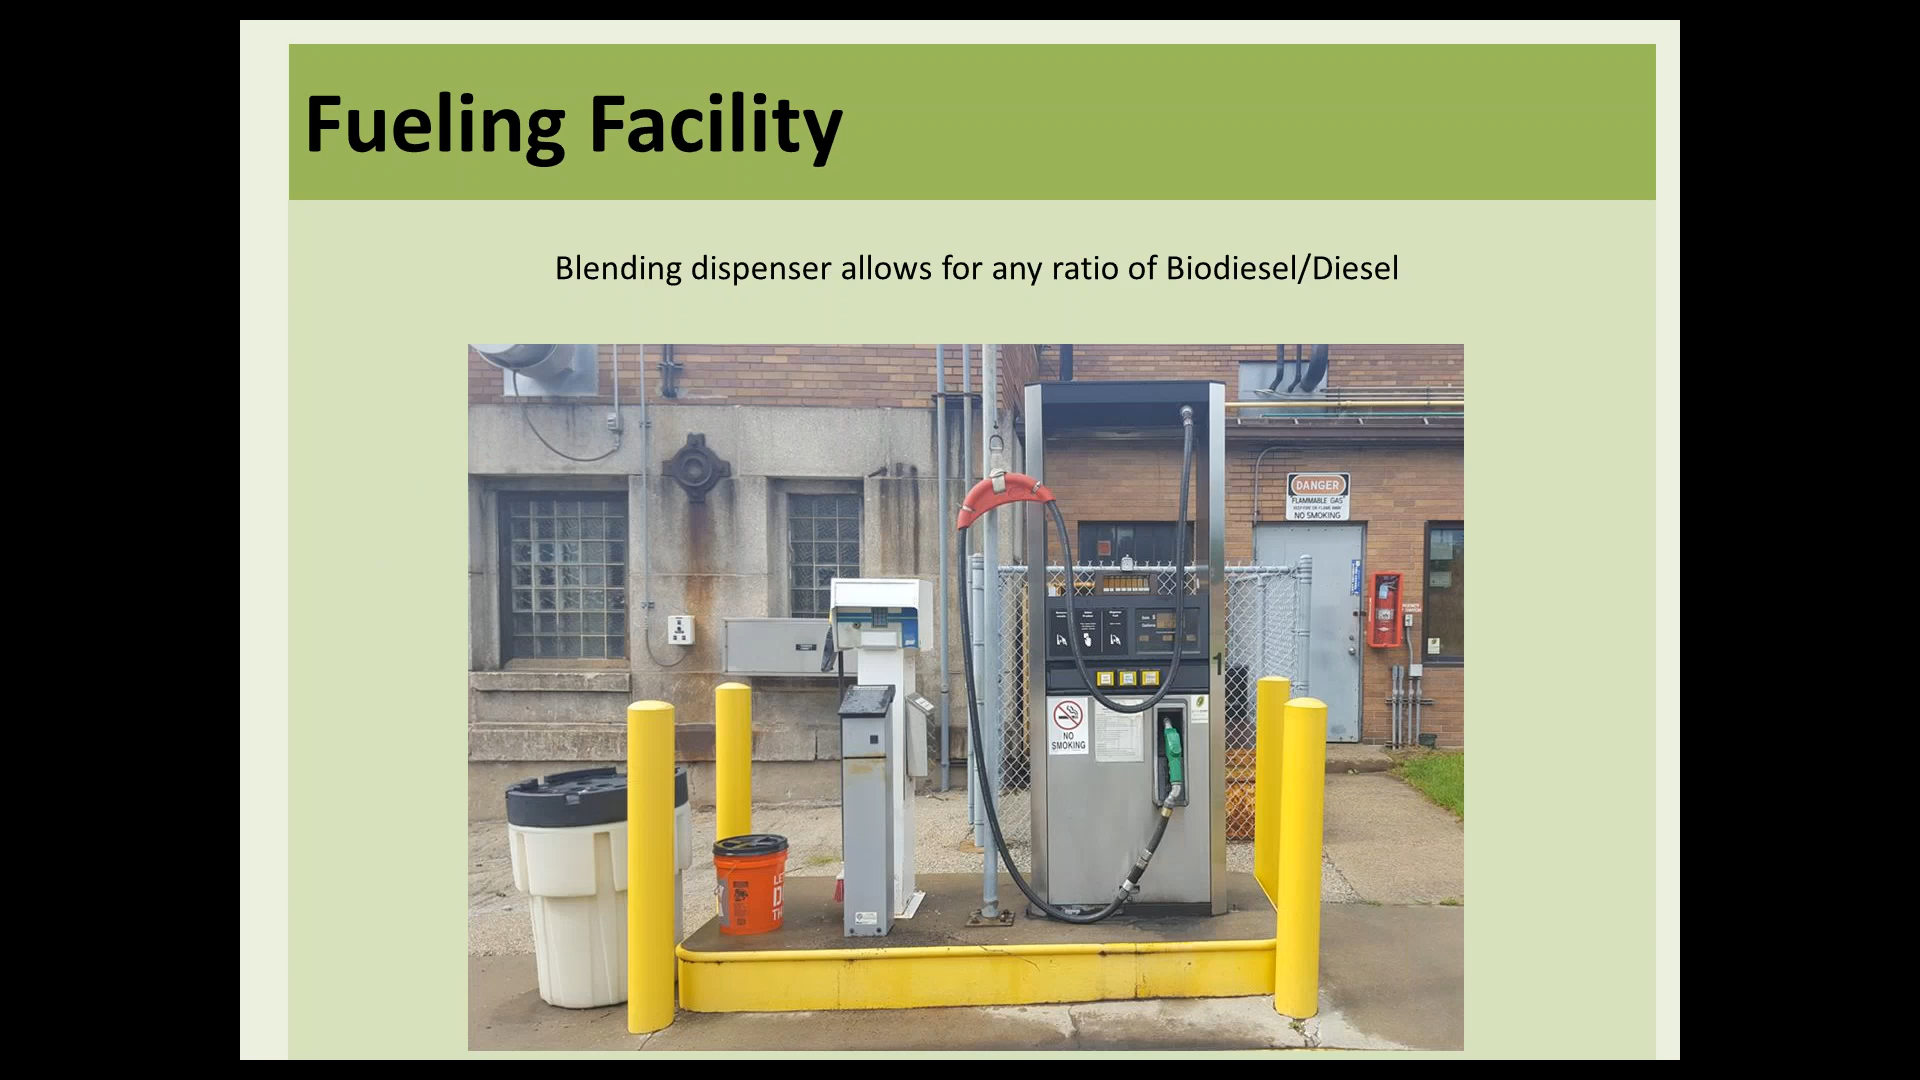 Fueling Facility
Blending dispenser allows for any ratio of Biodiesel/Diesel
DANGER
FLAMMABLE GAS
NO SMOKING
1
NO
SMOKING